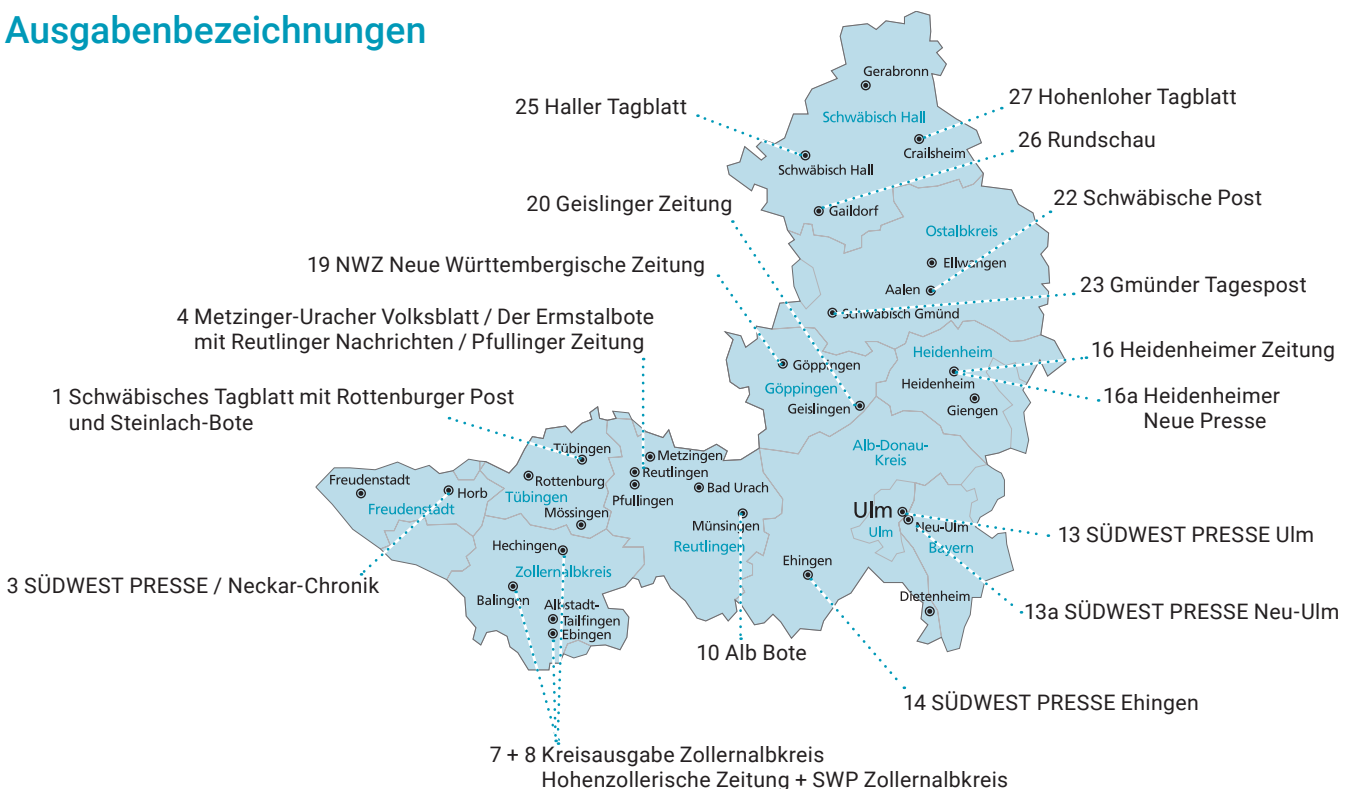 Ausgabenbezeichnungen
Gerabronn
25 Haller Tagblatt
27 Hohenloher Tagblatt
Schwäbisch Hall
Crailsheim
26 Rundschau
Schwäbisch Hall
20 Geislinger Zeitung
Gaildorf
22 Schwäbische Post
Ostalbkreis
19 NWZ Neue Württembergische Zeitung
Ellwangen
Aalen
23 Gmünder Tagespost
4 Metzinger-Uracher Volksblatt / Der Ermstalbote
mit Reutlinger Nachrichten / Pfullinger Zeitung
Schwäbisch Gmünd
Heidenheim
16 Heidenheimer Zeitung
Göppingen
Göppingen
Heidenheim
16a Heidenheimer
Neue Presse
1 Schwäbisches Tagblatt mit Rottenburger Post
und Steinlach-Bote
Geislingen
Giengen
Alb-Donau-
Kreis
Tübingen
Metzingen
Reutlingen
Freudenstadt
Rottenburg
Bad Urach
Horb
Tübingen
Pfullingen
Freudenstadt
Mössingen
Münsingen
Ulm
Neu-Ulm
Ulm
Bayern
13 SÜDWEST PRESSE Ulm
Hechingen
Reutlingen
Ehingen
Zollernalbkreis
3 SÜDWEST PRESSE / Neckar-Chronik
Balingen
Albstadt-
Tailfingen
Ebingen
Dietenheim
13a SÜDWEST PRESSE Neu-Ulm
10 Alb Bote
14 SÜDWEST PRESSE Ehingen
7 + 8 Kreisausgabe Zollernalbkreis
Hohenzollerische Zeitung + SWP Zollernalbkreis